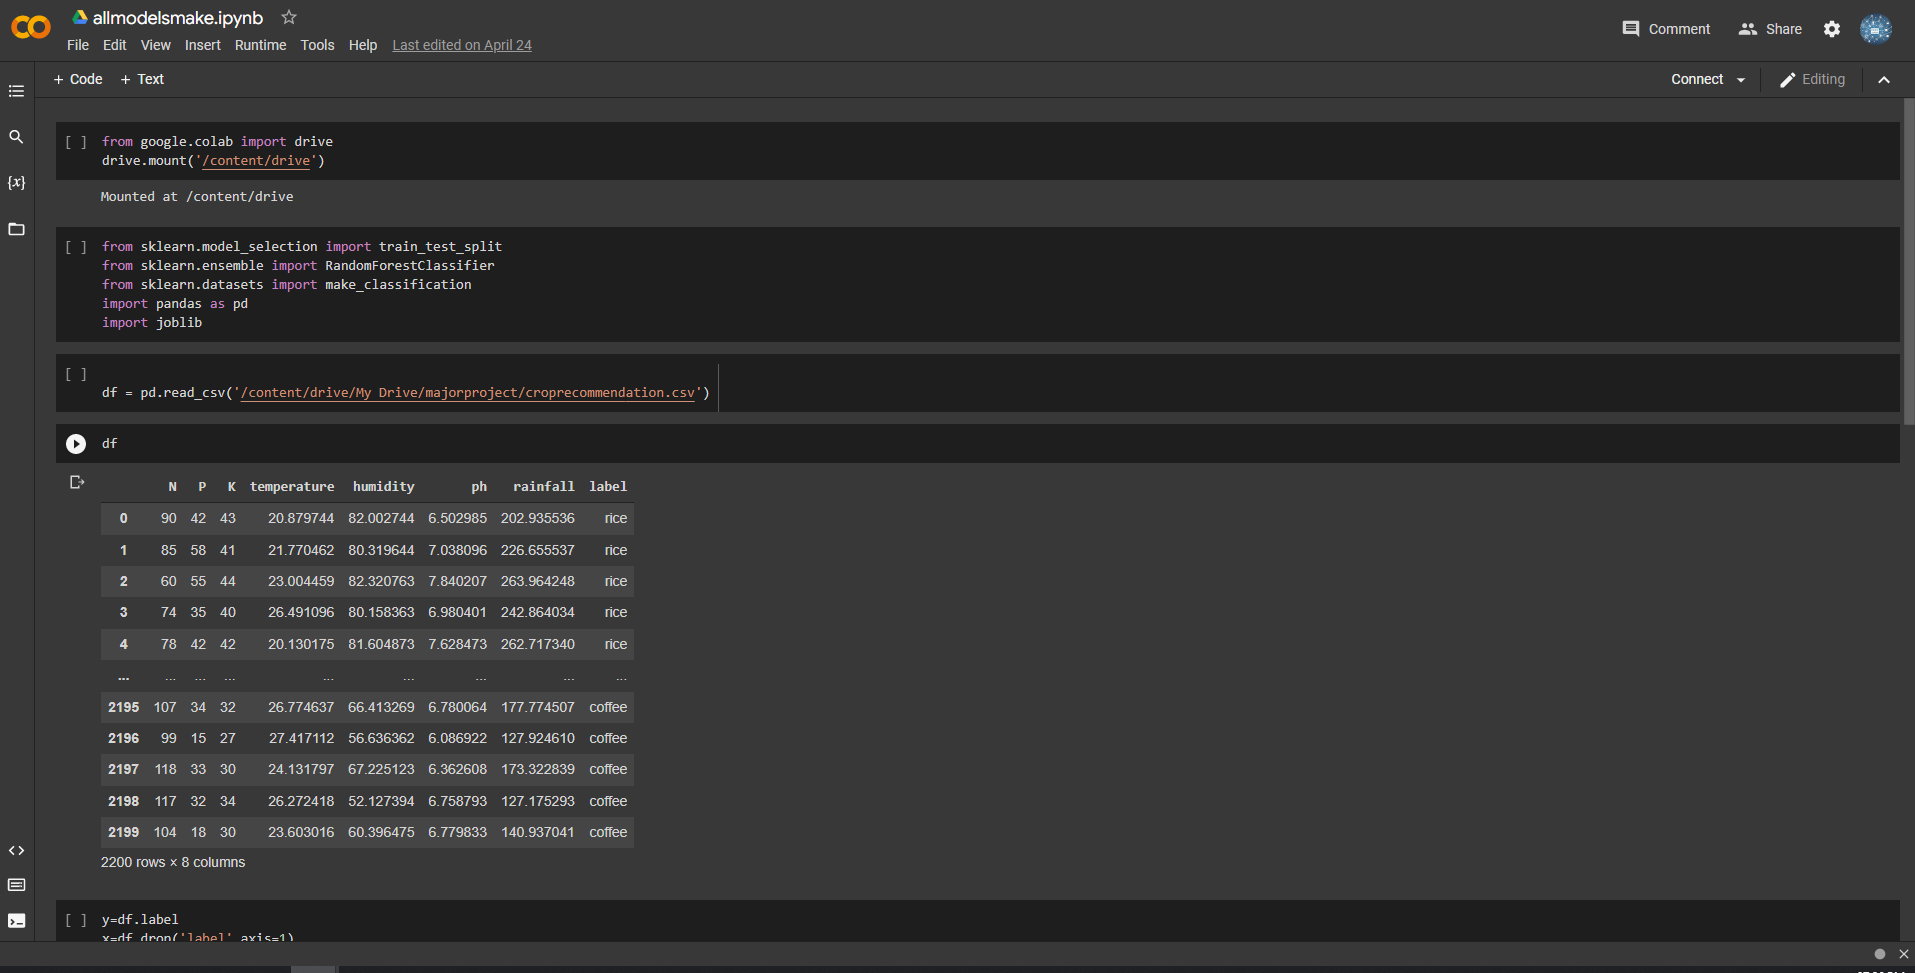 allmodelsmake.ipynb
File Edit View Insert Runtime Tools Help Last edited on April 24
Comment Share
+ Code + Text
Connect Editing
[ ] from google.colab import drive
drive.mount('/content/drive')
Mounted at /content/drive
[ ] from sklearn.model_selection import train_test_split
from sklearn.ensemble import RandomForestClassifier
from sklearn.datasets import make_classification
import pandas as pd
import joblib
[ ]
df = pd.read_csv('/content/drive/My Drive/majorproject/croprecommendation.csv')
df
N P K temperature humidity ph rainfall label
0 90 42 43 20.879744 82.002744 6.502985 202.935536 rice
1 85 58 41 21.770462 80.319644 7.038096 226.655537 rice
2 60 55 44 23.004459 82.320763 7.840207 263.964248 rice
3 74 35 40 26.491096 80.158363 6.980401 242.864034 rice
4 78 42 42 20.130175 81.604873 7.628473 262.717340 rice
... ... ... ... ... ... ... ... ...
2195 107 34 32 26.774637 66.413269 6.780064 177.774507 coffee
2196 99 15 27 27.417112 56.636362 6.086922 127.924610 coffee
2197 118 33 30 24.131797 67.225123 6.362608 173.322839 coffee
2198 117 32 34 26.272418 52.127394 6.758793 127.175293 coffee
2199 104 18 30 23.603016 60.396475 6.779833 140.937041 coffee
2200 rows × 8 columns
[ ] y=df.label
x=df.drop('label',axis=1)